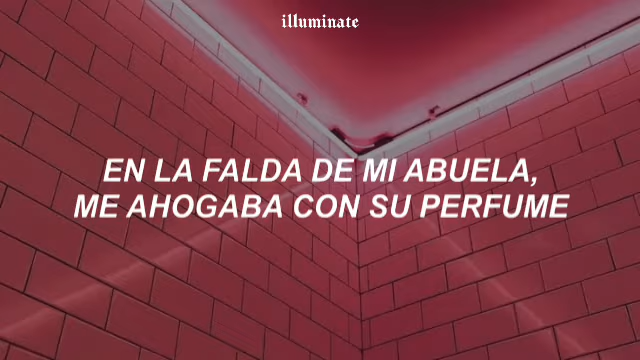 illuminate
EN LA FALDA DE MI ABUELA,
ME AHOGABA CON SU PERFUME